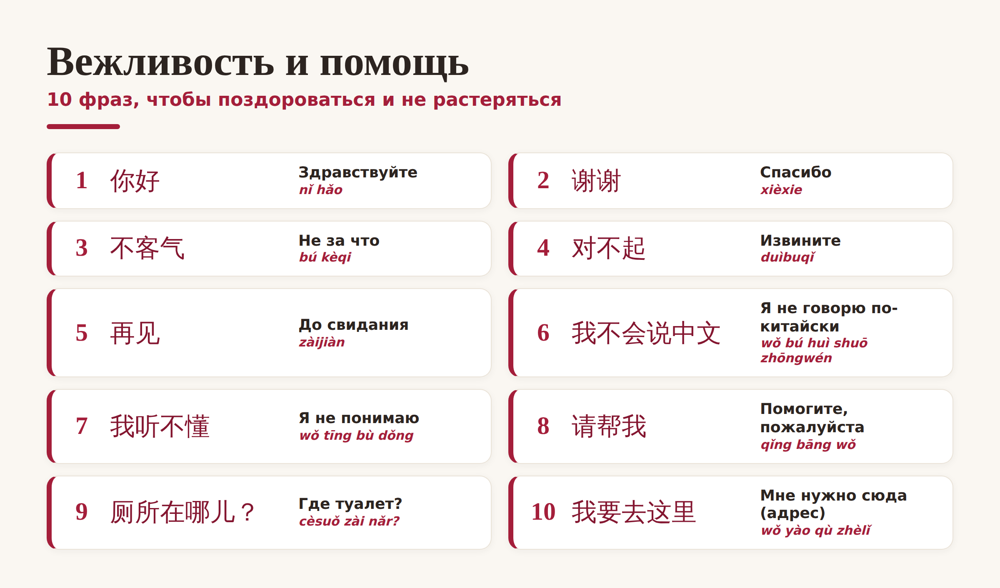 Вежливость и помощь
10 фраз, чтобы поздороваться и не растеряться
1 你好
Здравствуйте
nǐ hǎo
2 谢谢
Спасибо
xièxie
3 不客气
Не за что
bú kèqi
4 对不起
Извините
duìbuqǐ
5 再见
До свидания
zàijiàn
6 我不会说中文
Я не говорю по-
китайски
wǒ bú huì shuō
zhōngwén
7 我听不懂
Я не понимаю
wǒ tīng bù dǒng
8 请帮我
Помогите,
пожалуйста
qǐng bāng wǒ
9 厕所在哪儿？
Где туалет?
cèsuǒ zài nǎr?
10 我要去这里
Мне нужно сюда
(адрес)
wǒ yào qù zhèlǐ